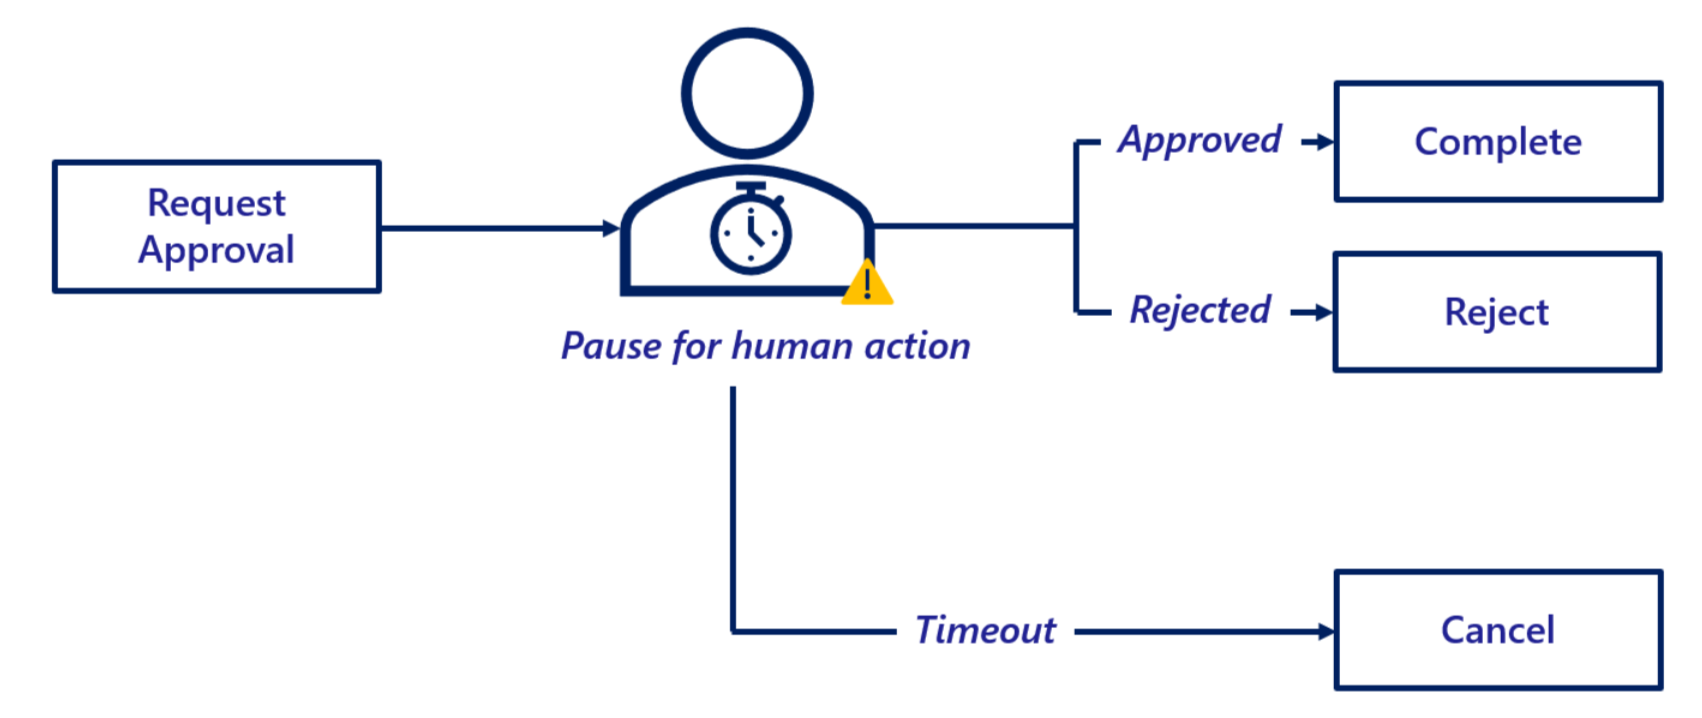 Request
Approval
Pause for human action
Approved
Complete
Rejected
Reject
Timeout
Cancel